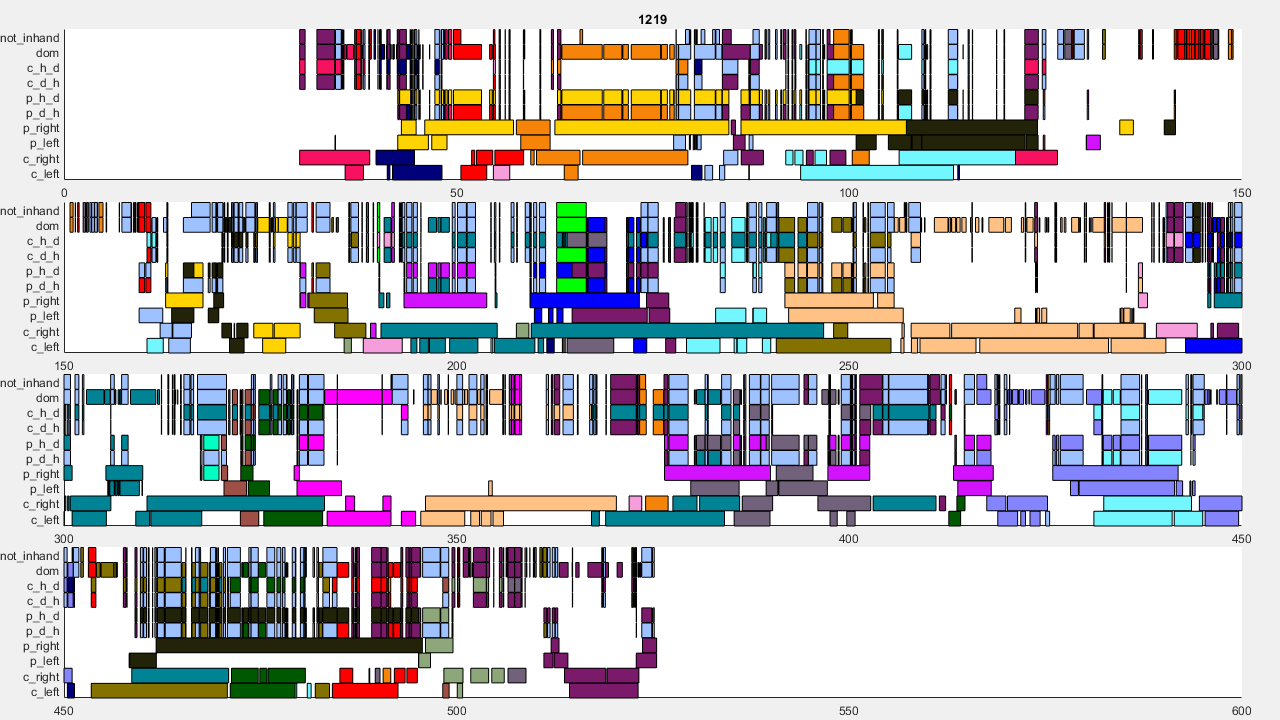 1219
not_inhand
dom
c_h_d
c_d_h
p_h_d
p_d_h
p_right
p_left
c_right
c_left
0 50 100 150
not_inhand
dom
c_h_d
c_d_h
p_h_d
p_d_h
p_right
p_left
c_right
c_left
150 200 250 300
not_inhand
dom
c_h_d
c_d_h
p_h_d
p_d_h
p_right
p_left
c_right
c_left
300 350 400 450
not_inhand
dom
c_h_d
c_d_h
p_h_d
p_d_h
p_right
p_left
c_right
c_left
450 500 550 600